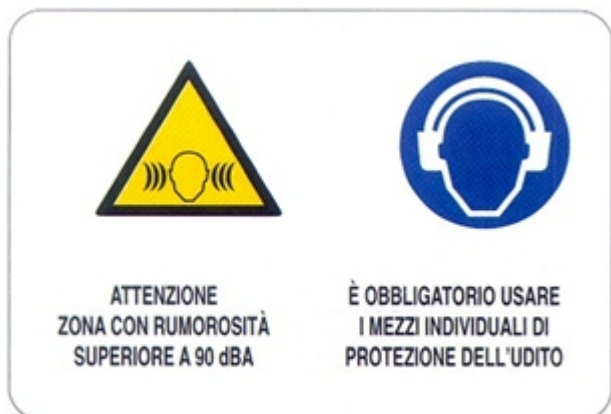 ATTENZIONE
ZONA CON RUMOROSITÀ
SUPERIORE A 90 dBA
È OBBLIGATORIO USARE
I MEZZI INDIVIDUALI DI
PROTEZIONE DELL'UDITO